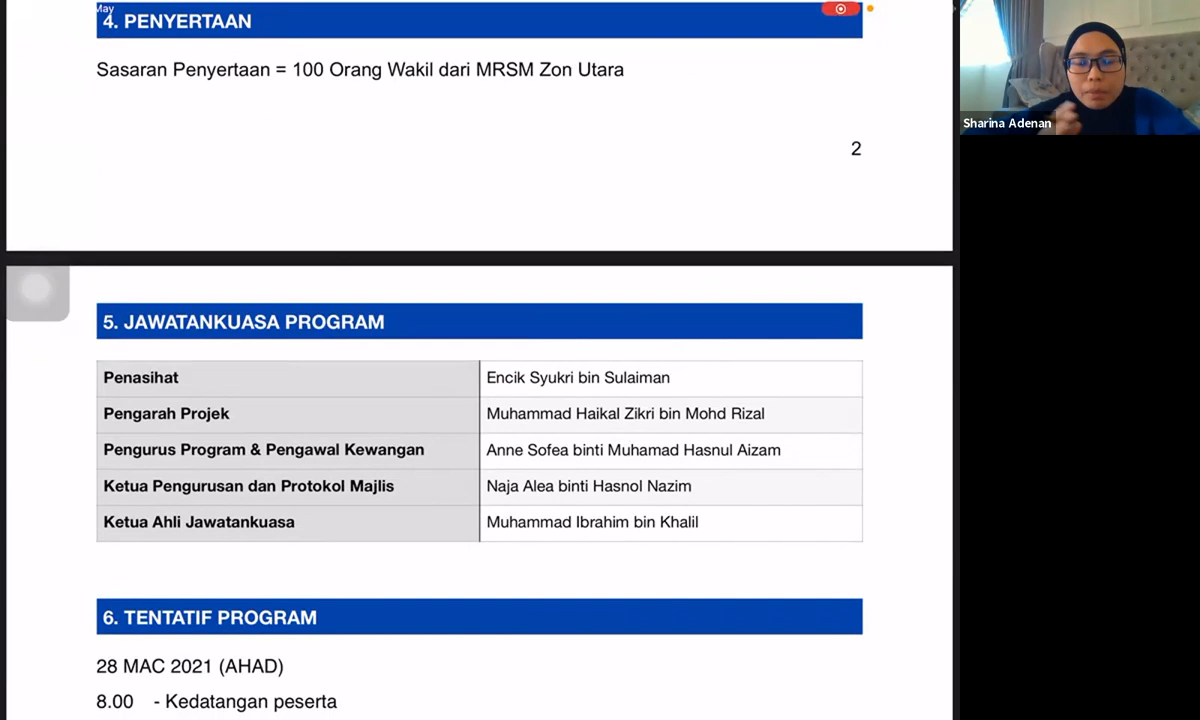 May
4. PENYERTAAN
Sasaran Penyertaan = 100 Orang Wakil dari MRSM Zon Utara
2
Sharina Adenan
5. JAWATANKUASA PROGRAM
Penasihat Encik Syukri bin Sulaiman
Pengarah Projek Muhammad Haikal Zikri bin Mohd Rizal
Pengurus Program & Pengawal Kewangan Anne Sofea binti Muhamad Hasnul Aizam
Ketua Pengurusan dan Protokol Majlis Naja Alea binti Hasnol Nazim
Ketua Ahli Jawatankuasa Muhammad Ibrahim bin Khalil
6. TENTATIF PROGRAM
28 MAC 2021 (AHAD)
8.00 - Kedatangan peserta